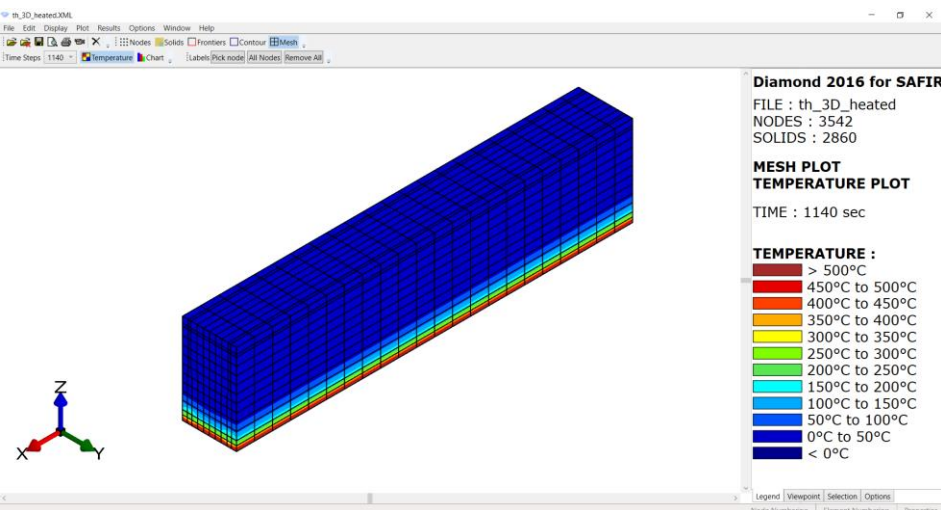 th_3D_heated.XML
File Edit Display Plot Results Options Window Help
Nodes Solids Frontiers Contour Mesh
Time Steps 1140 Temperature Chart Labels Pick node All Nodes Remove All
Diamond 2016 for SAFIR
FILE : th_3D_heated
NODES : 3542
SOLIDS : 2860
MESH PLOT
TEMPERATURE PLOT
TIME : 1140 sec
TEMPERATURE :
> 500°C
450°C to 500°C
400°C to 450°C
350°C to 400°C
300°C to 350°C
250°C to 300°C
200°C to 250°C
150°C to 200°C
100°C to 150°C
50°C to 100°C
0°C to 50°C
< 0°C
Z
X Y
Legend Viewpoint Selection Options